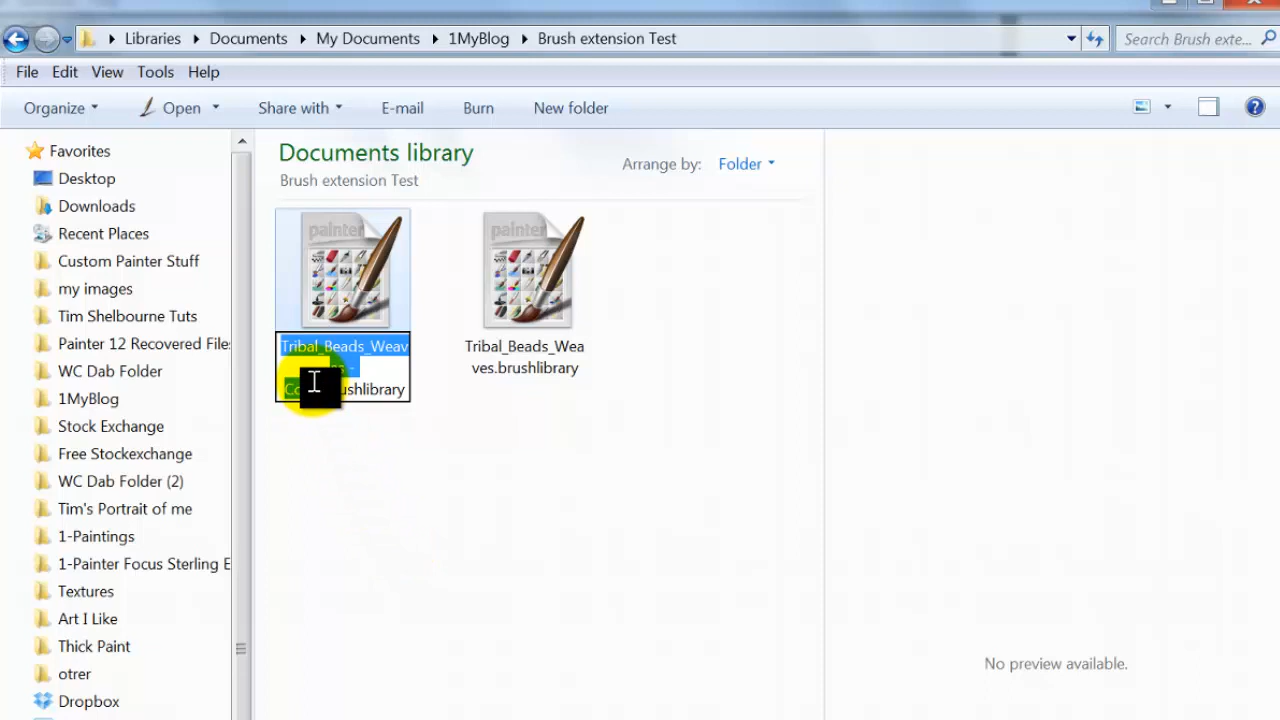 Libraries Documents My Documents 1MyBlog Brush extension Test Search Brush exte...
File Edit View Tools Help
Organize Open Share with E-mail Burn New folder
Favorites
Desktop
Downloads
Recent Places
Custom Painter Stuff
my images
Tim Shelbourne Tuts
Painter 12 Recovered File
WC Dab Folder
1MyBlog
Stock Exchange
Free Stockexchange
WC Dab Folder (2)
Tim's Portrait of me
1-Paintings
1-Painter Focus Sterling E
Textures
Art I Like
Thick Paint
otrer
Dropbox
Documents library
Brush extension Test
Arrange by: Folder
painter
Tribal_Beads_Weav
es -
ushlibrary
painter
Tribal_Beads_Wea
ves.brushlibrary
No preview available.